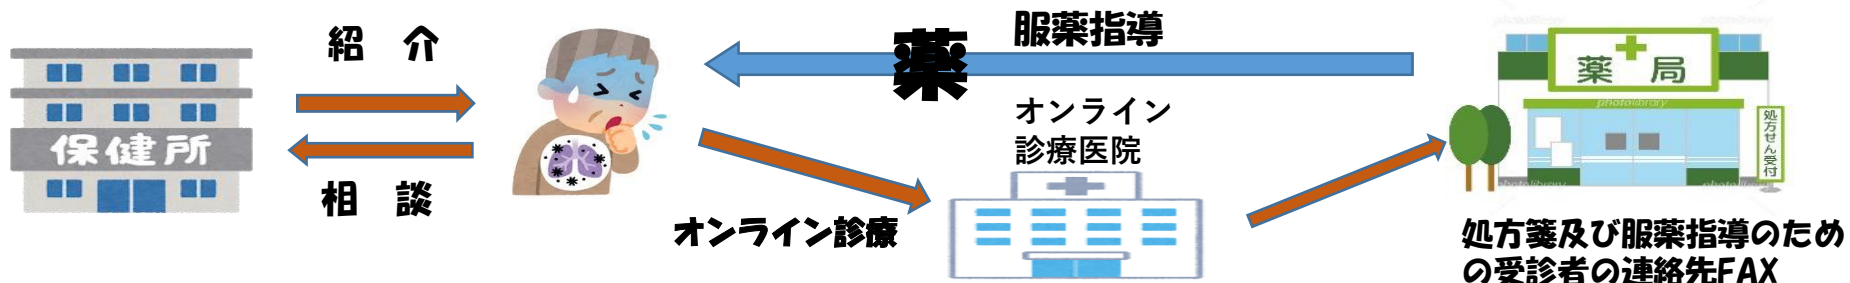 紹　介
保健所
相　談
薬
服薬指導
オンライン
診療医院
オンライン診療
薬局
photolibrary
処方せん受付
photolibrary
photolibrary
処方箋及び服薬指導のため
の受診者の連絡先FAX